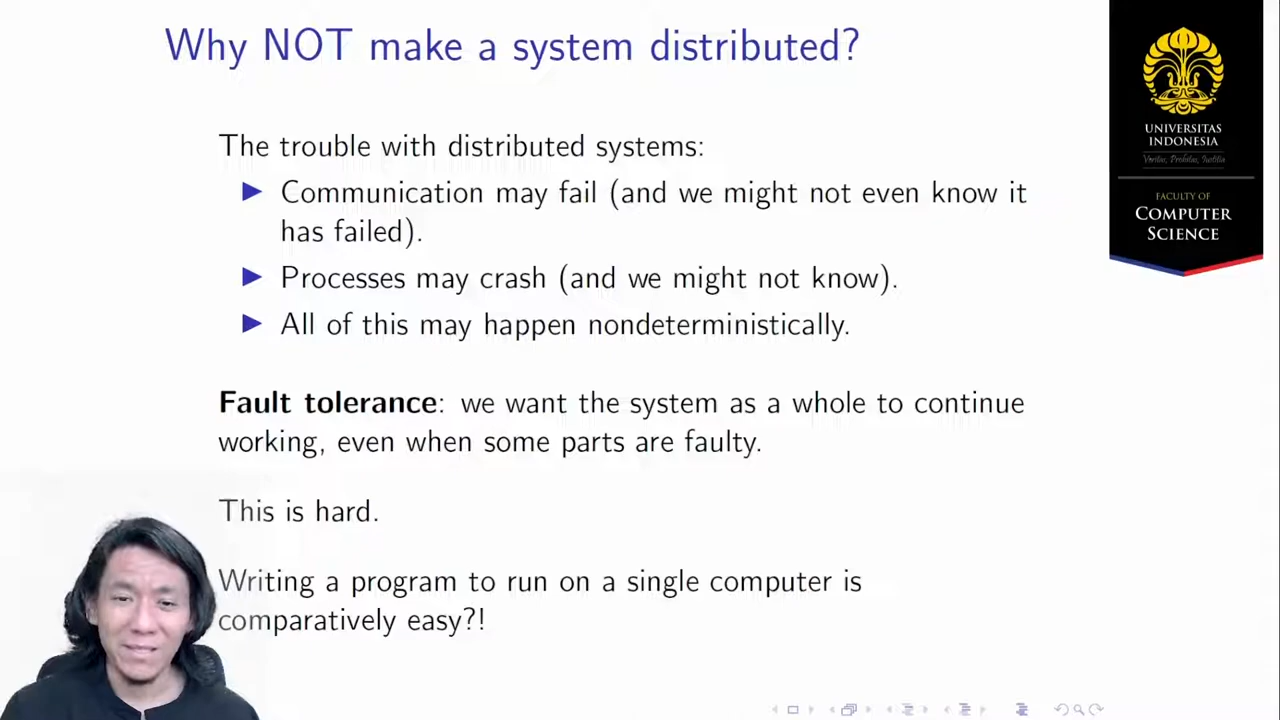 Why NOT make a system distributed?
The trouble with distributed systems:
Communication may fail (and we might not even know it
has failed).
Processes may crash (and we might not know).
All of this may happen nondeterministically.
Fault tolerance: we want the system as a whole to continue
working, even when some parts are faulty.
This is hard.
Writing a program to run on a single computer is
comparatively easy?!
UNIVERSITAS
INDONESIA
Veritas, Probitas, Iustitia
FACULTY OF
COMPUTER
SCIENCE